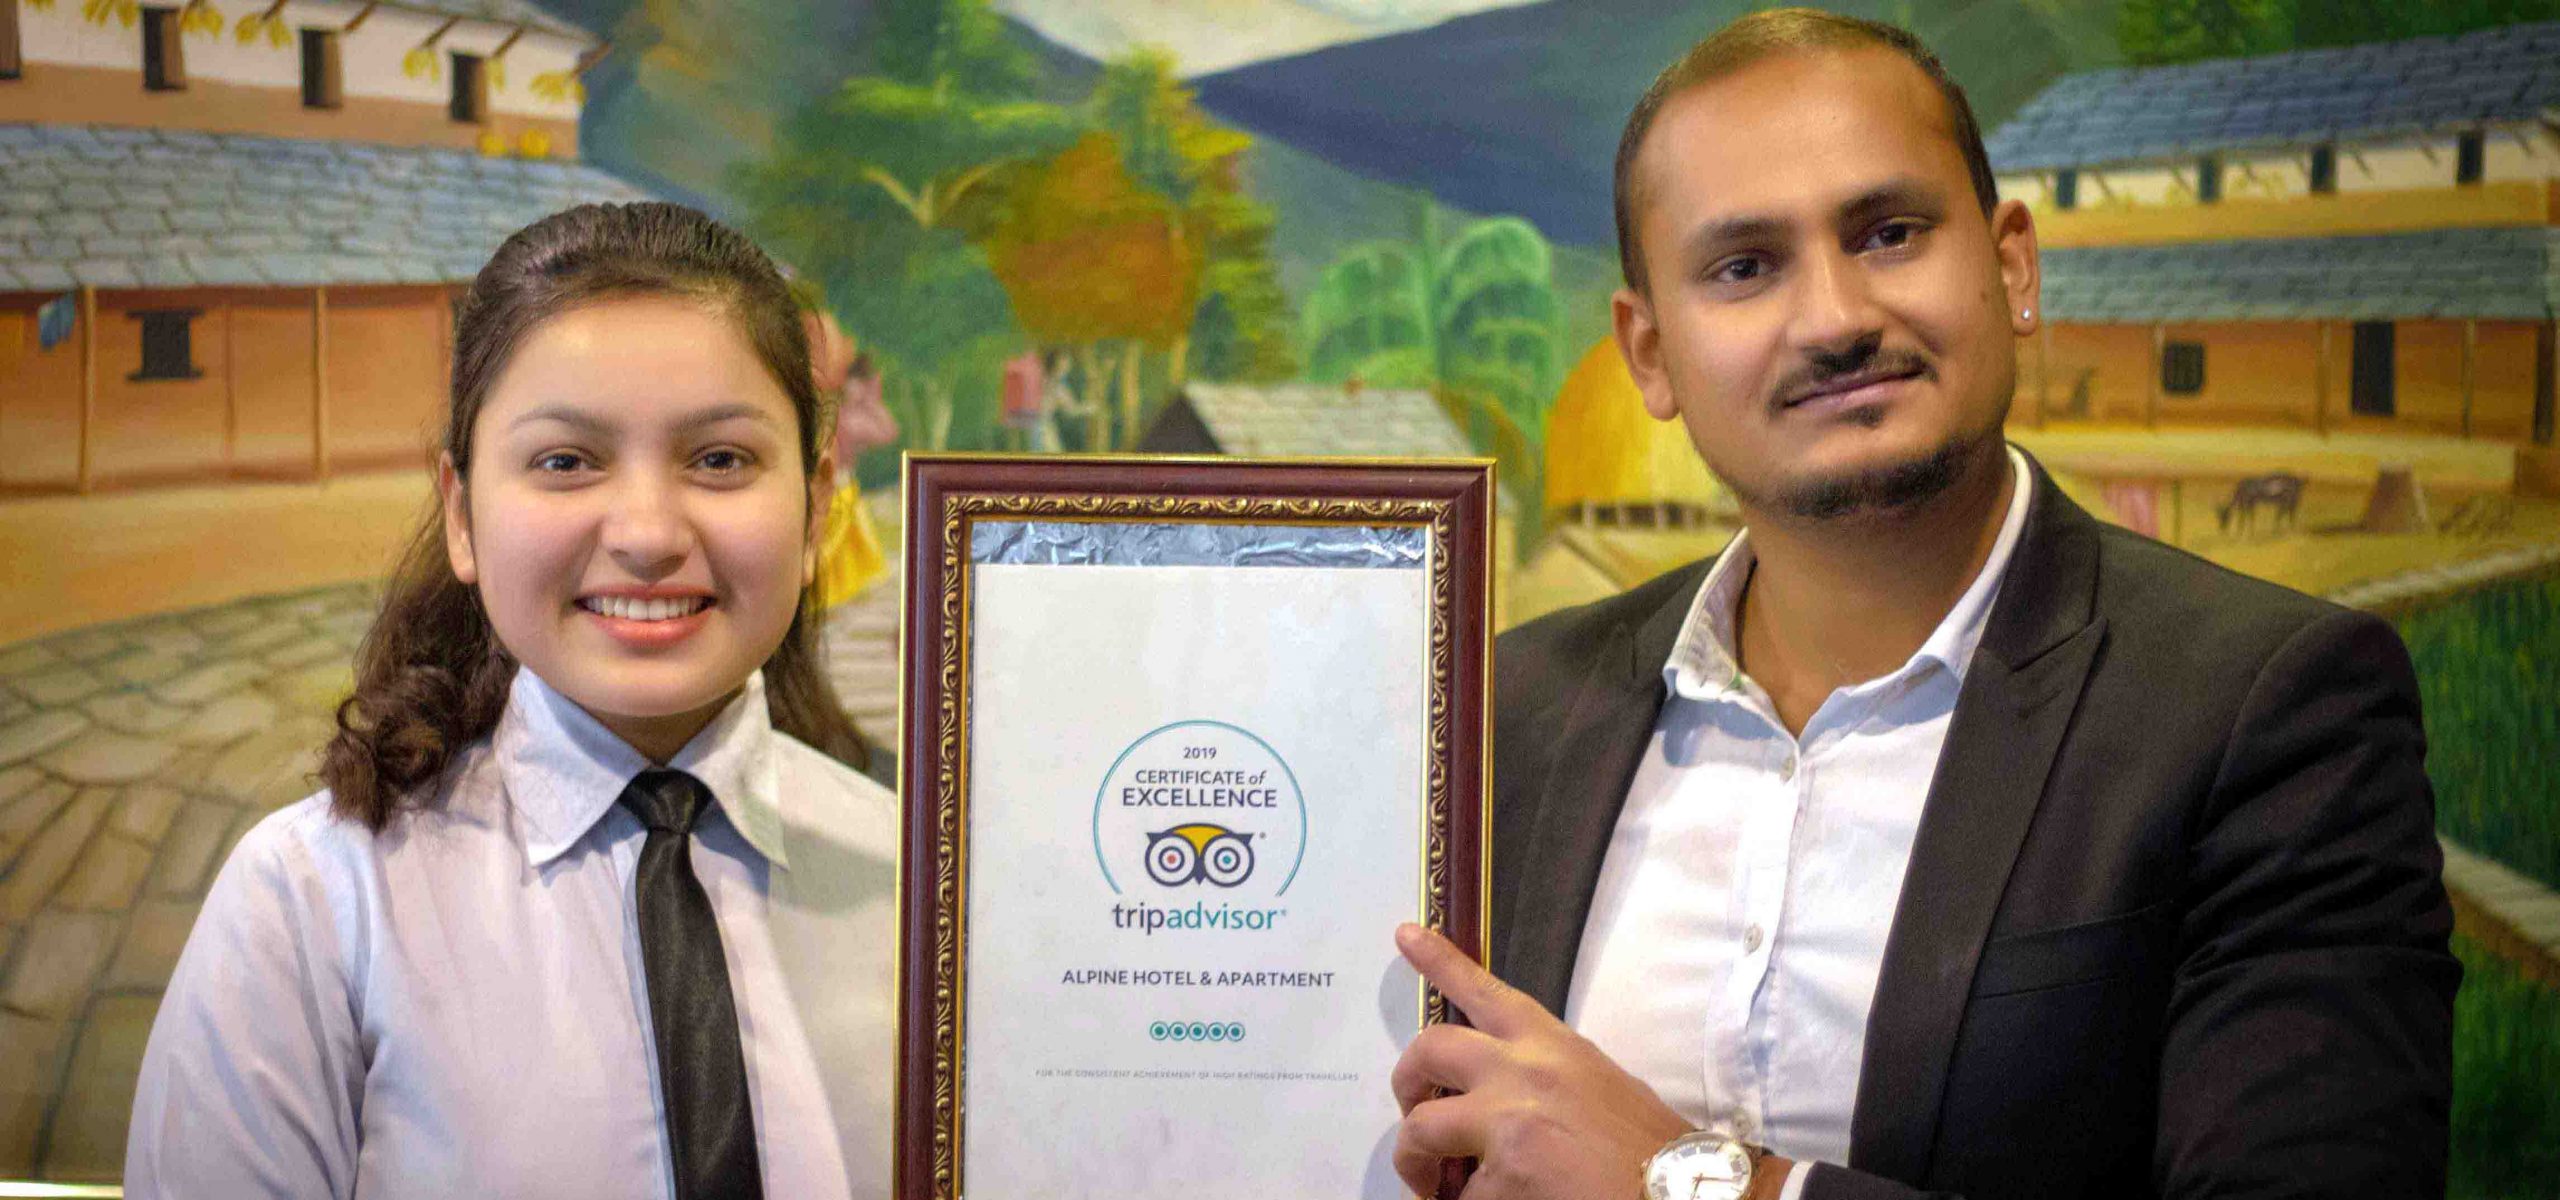 2019
CERTIFICATE of
EXCELLENCE
tripadvisor®
ALPINE HOTEL & APARTMENT
FOR THE CONSISTENT ACHIEVEMENT OF HIGH RATINGS FROM TRAVELLERS